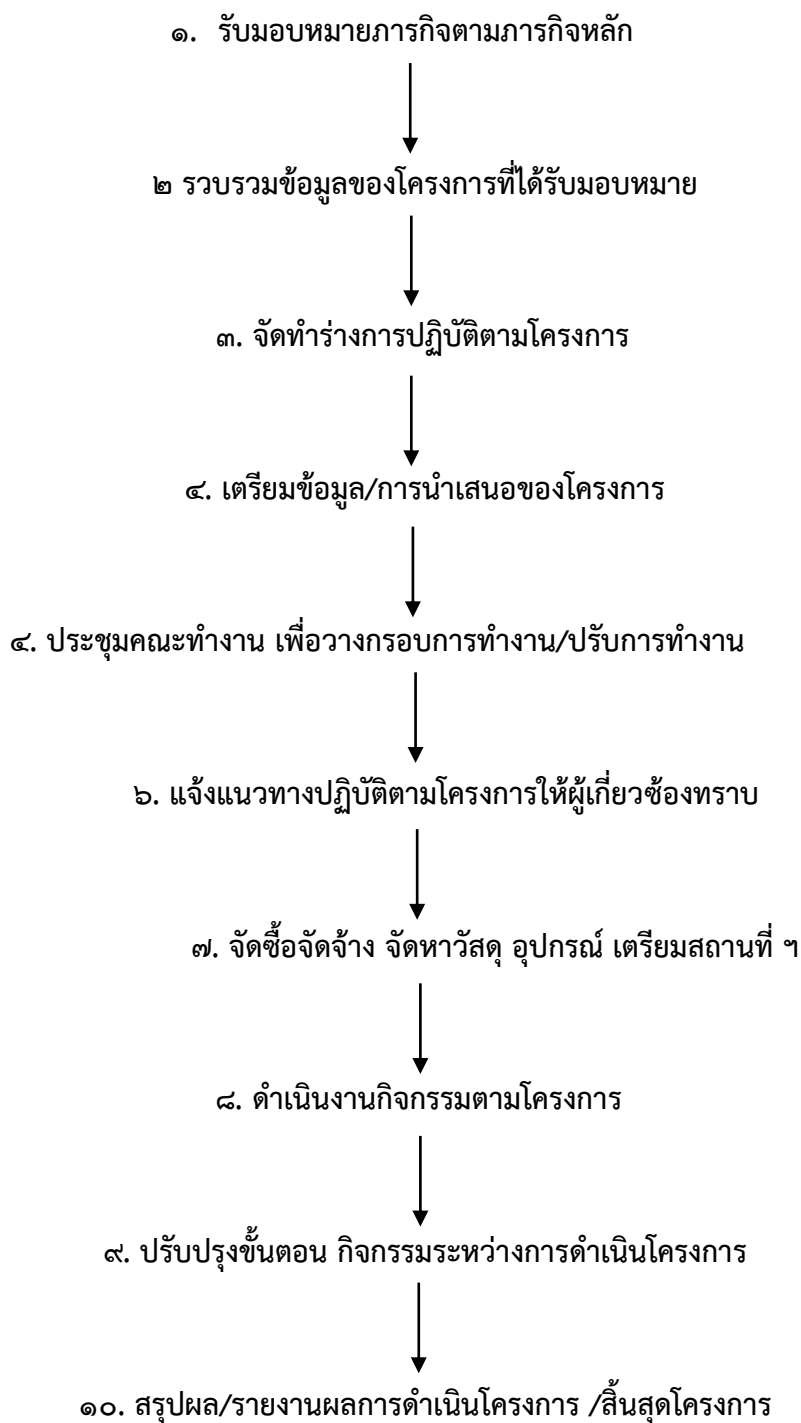 ๑. รับมอบหมายภารกิจตามภารกิจหลัก
๒ รวบรวมข้อมูลของโครงการที่ได้รับมอบหมาย
๓. จัดทำร่างการปฏิบัติตามโครงการ
๔. เตรียมข้อมูล/การนำเสนอของโครงการ
๔. ประชุมคณะทำงาน เพื่อวางกรอบการทำงาน/ปรับการทำงาน
๖. แจ้งแนวทางปฏิบัติตามโครงการให้ผู้เกี่ยวซ้องทราบ
๗. จัดซื้อจัดจ้าง จัดหาวัสดุ อุปกรณ์ เตรียมสถานที่ ฯ
๘. ดำเนินงานกิจกรรมตามโครงการ
๙. ปรับปรุงขั้นตอน กิจกรรมระหว่างการดำเนินโครงการ
๑๐. สรุปผล/รายงานผลการดำเนินโครงการ /สิ้นสุดโครงการ